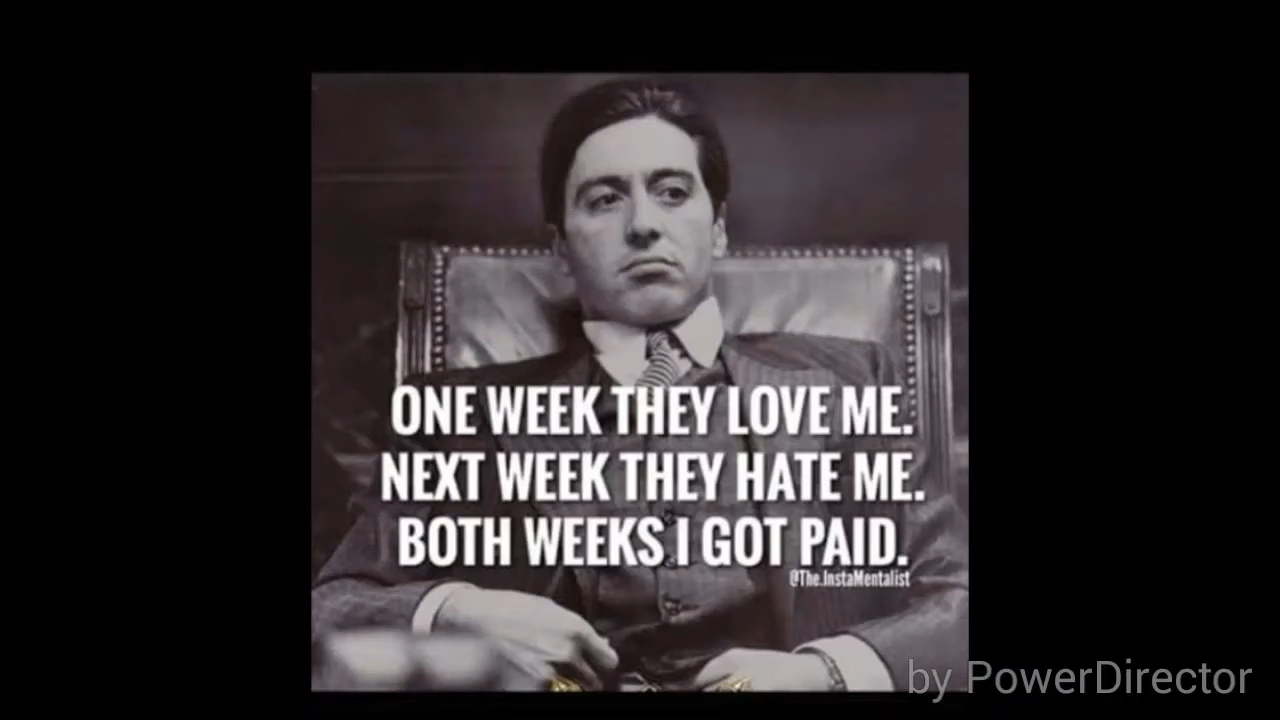 ONE WEEK THEY LOVE ME.
NEXT WEEK THEY HATE ME.
BOTH WEEKS I GOT PAID.
@The.InstaMentalist
by PowerDirector